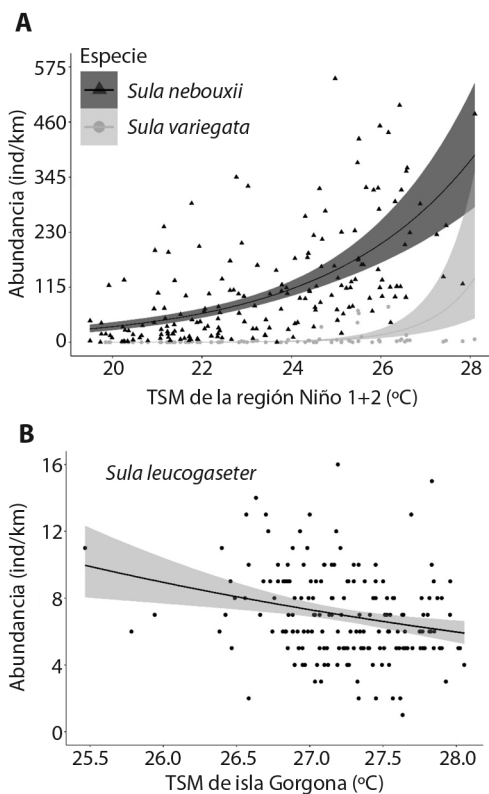 A
Especie
Sula nebouxii
Sula variegata
Abundancia (ind/km)
575
460
345
230
115
0
20 22 24 26 28
TSM de la región Niño 1+2 (ºC)
B
Sula leucogaseter
Abundancia (ind/km)
16
12
8
4
0
25.5 26.0 26.5 27.0 27.5 28.0
TSM de isla Gorgona (ºC)